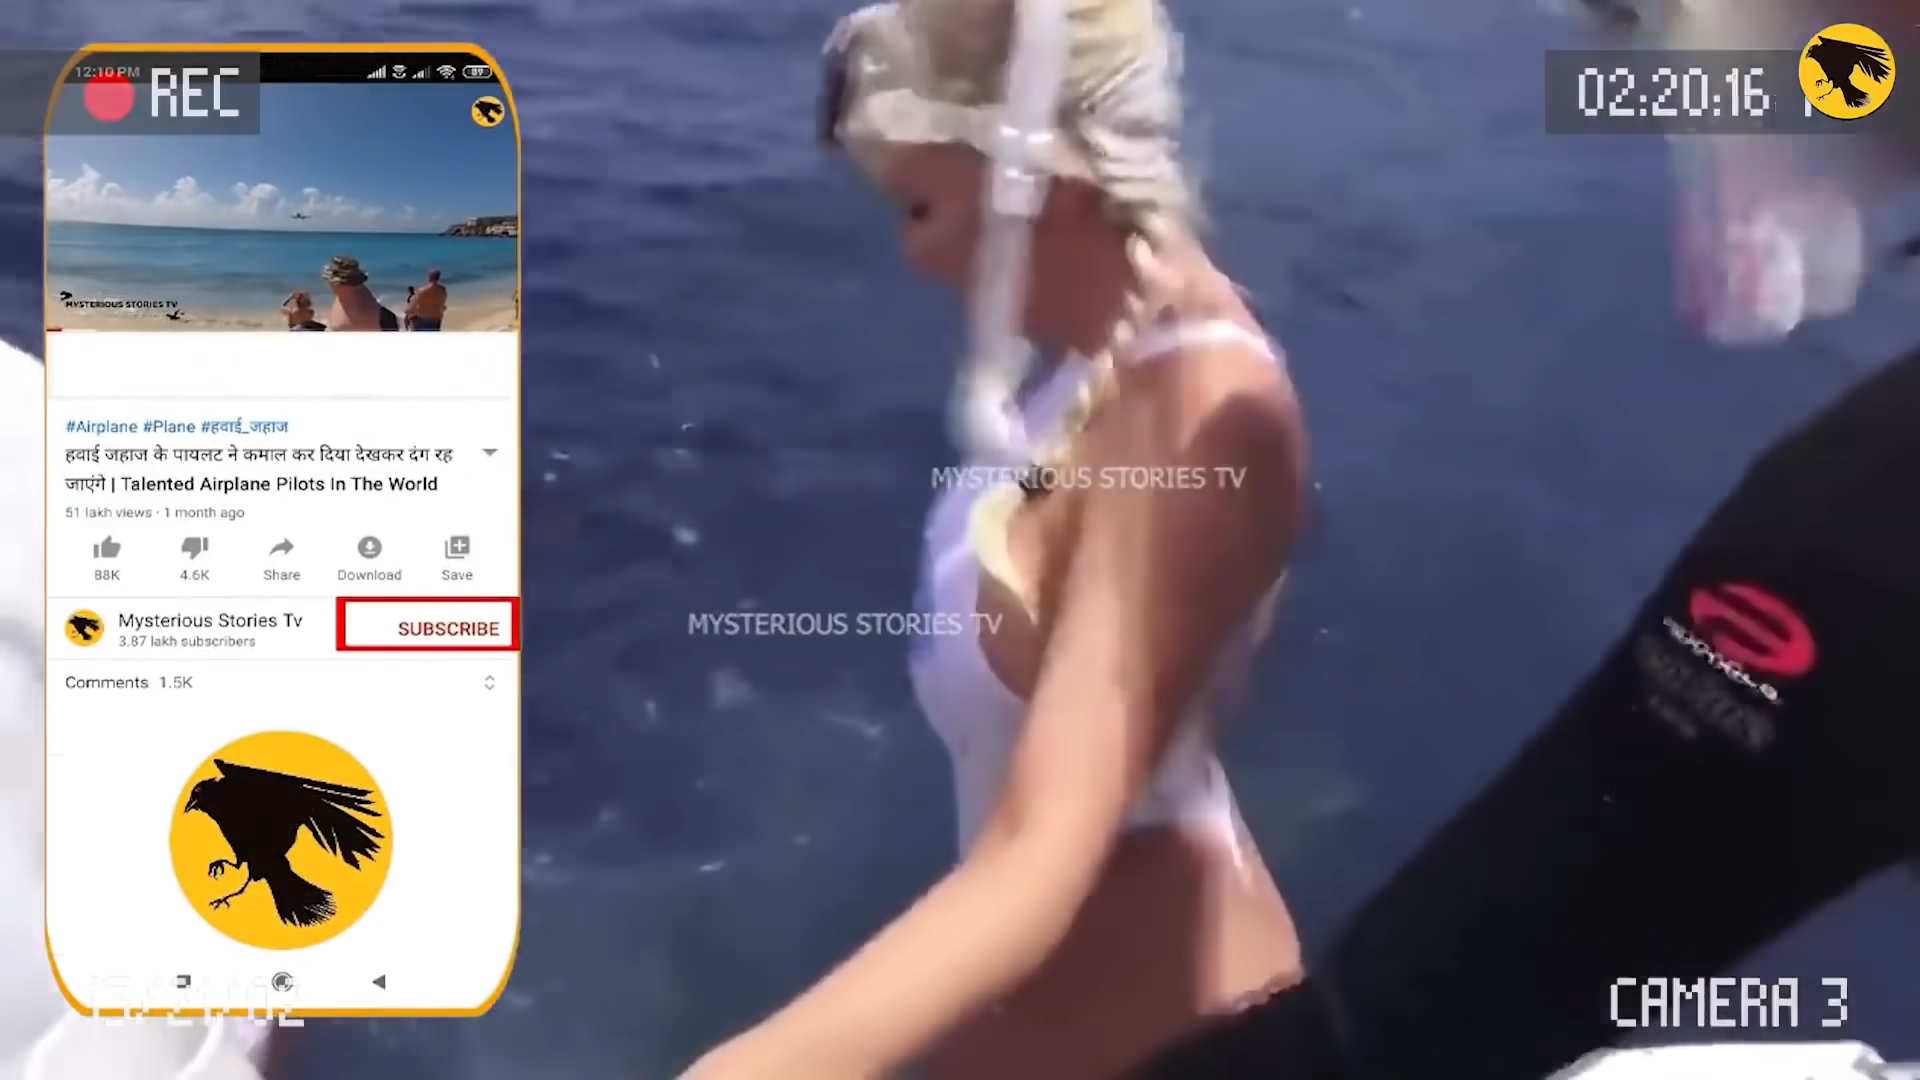 12:10 PM
89
REC
02:20:16
MYSTERIOUS STORIES TV
#Airplane #Plane #हवाई_जहाज
हवाई जहाज के पायलट ने कमाल कर दिया देखकर दंग रह
जाएंगे | Talented Airplane Pilots In The World
51 lakh views · 1 month ago
88K
4.6K
Share
Download
Save
Mysterious Stories Tv
3.87 lakh subscribers
SUBSCRIBE
Comments 1.5K
MYSTERIOUS STORIES TV
MYSTERIOUS STORIES TV
CAMERA 3